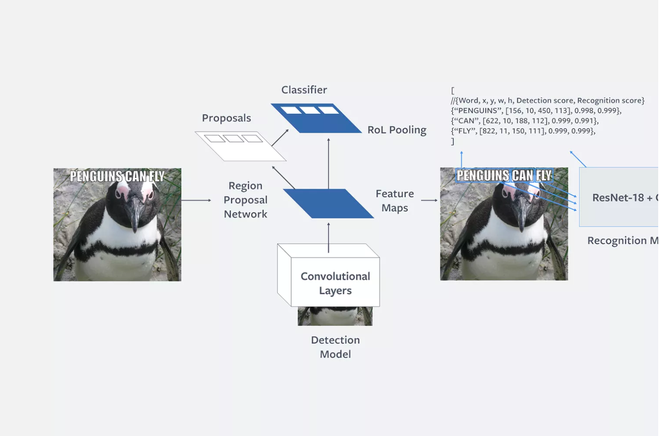 Classifier
Proposals
RoL Pooling
Region
Proposal
Network
Feature
Maps
Convolutional
Layers
Detection
Model
PENGUINS CAN FLY
[
//{Word, x, y, w, h, Detection score, Recognition score}
{“PENGUINS”, [156, 10, 450, 113], 0.998, 0.999},
{“CAN”, [622, 10, 188, 112], 0.999, 0.991},
{“FLY”, [822, 11, 150, 111], 0.999, 0.999},
]
PENGUINS CAN FLY
ResNet-18 + C
Recognition M